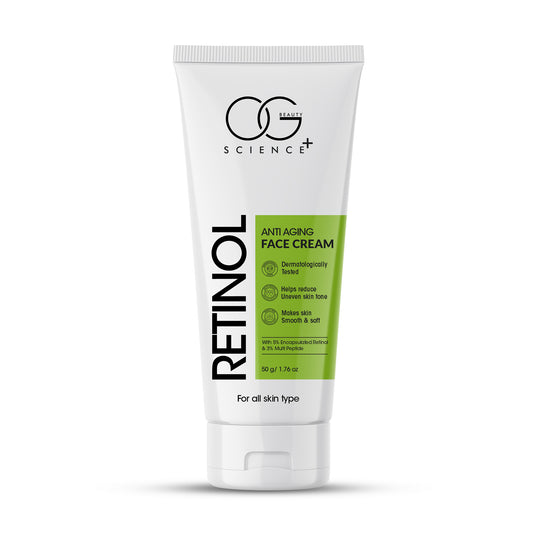 OG
BEAUTY
SCIENCE+
RETINOL
ANTI AGING
FACE CREAM
Dermatologically
Tested
Helps reduce
Uneven skin tone
Makes skin
Smooth & soft
With 5% Encapsulated Retinol
& 3% Multi Peptide
50 g/ 1.76 oz
For all skin type